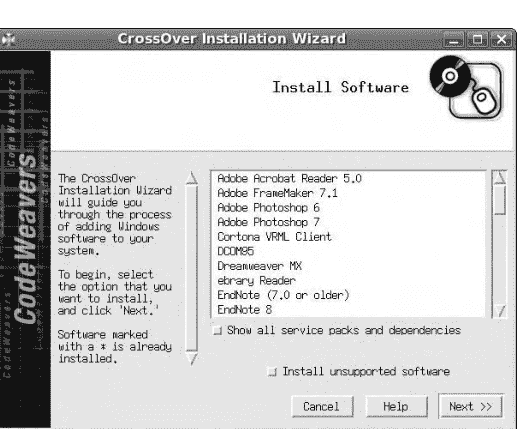 CrossOver Installation Wizard
CodeWeavers
Install Software
The CrossOver
Installation Wizard
will guide you
through the process
of adding Windows
software to your
system.
To begin, select
the option that you
want to install,
and click 'Next.'
Software marked
with a * is already
installed.
Adobe Acrobat Reader 5.0
Adobe FrameMaker 7.1
Adobe Photoshop 6
Adobe Photoshop 7
Cortona VRML Client
DCOM95
Dreamweaver MX
ebrary Reader
EndNote (7.0 or older)
EndNote 8
Show all service packs and dependencies
Install unsupported software
Cancel
Help
Next >>